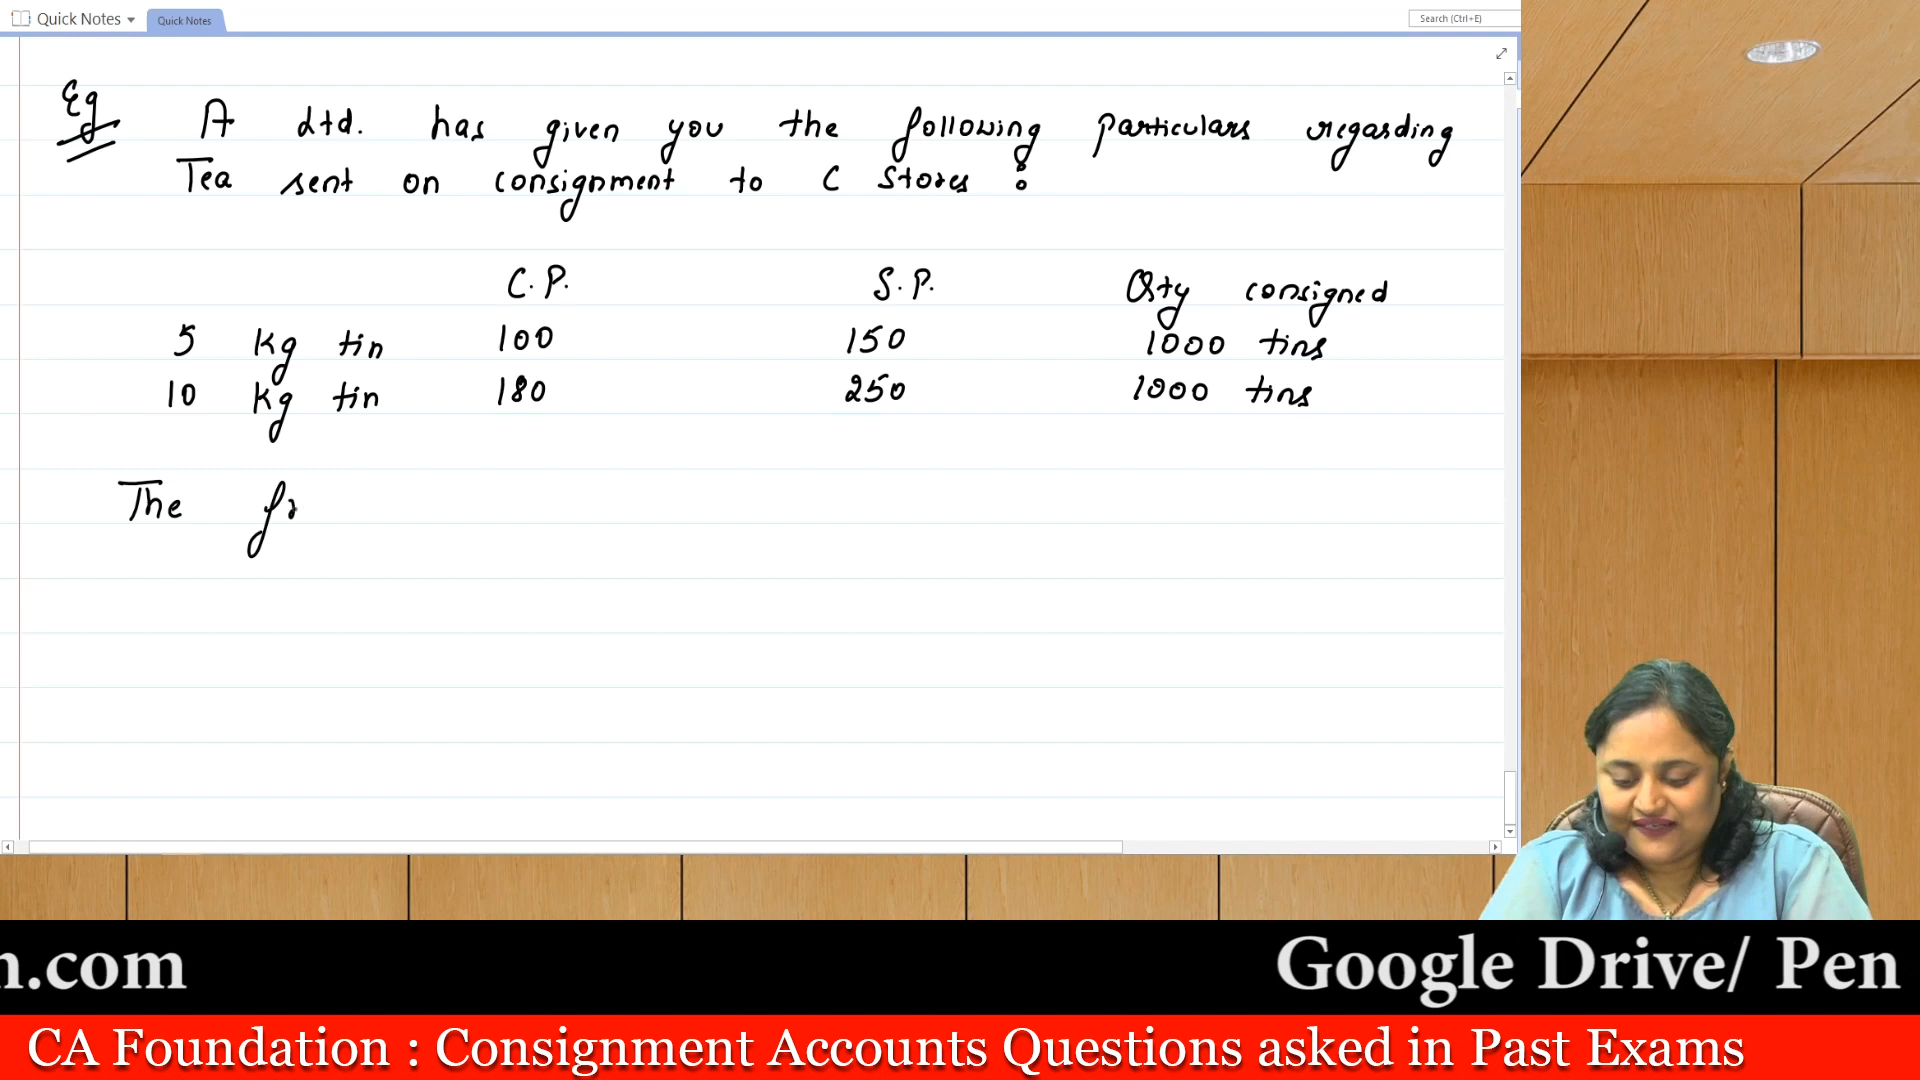 Quick Notes
Quick Notes
Search (Ctrl+E)
Eg A Ltd. has given you the following particulars regarding
Tea sent on consignment to C Stores :
C.P. S.P. Qty consigned
5 kg tin 100 150 1000 tins
10 kg tin 180 250 1000 tins
The fr
n.com Google Drive/ Pen
CA Foundation : Consignment Accounts Questions asked in Past Exams